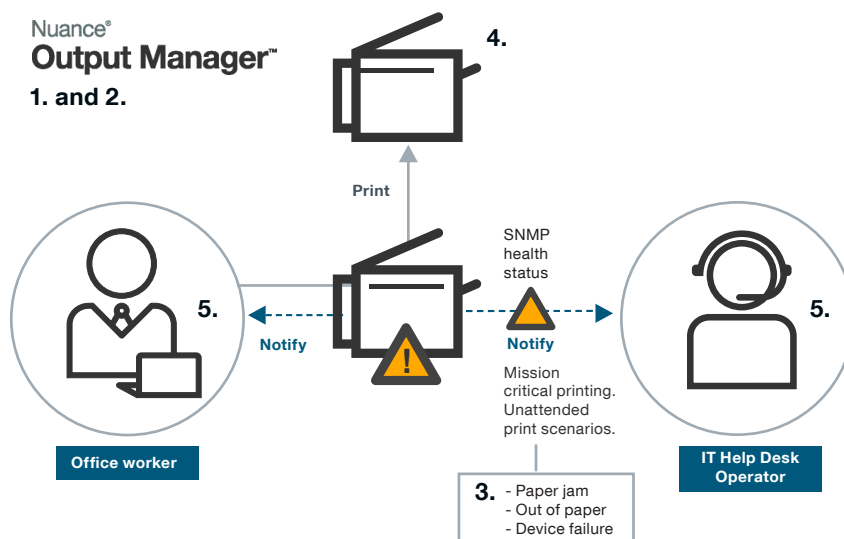 Nuance®
Output Manager™
1. and 2.
4.
Print
SNMP
health
status
5.
5.
Notify
Notify
Mission
critical printing.
Unattended
print scenarios.
!
Office worker
IT Help Desk
Operator
3. - Paper jam
- Out of paper
- Device failure